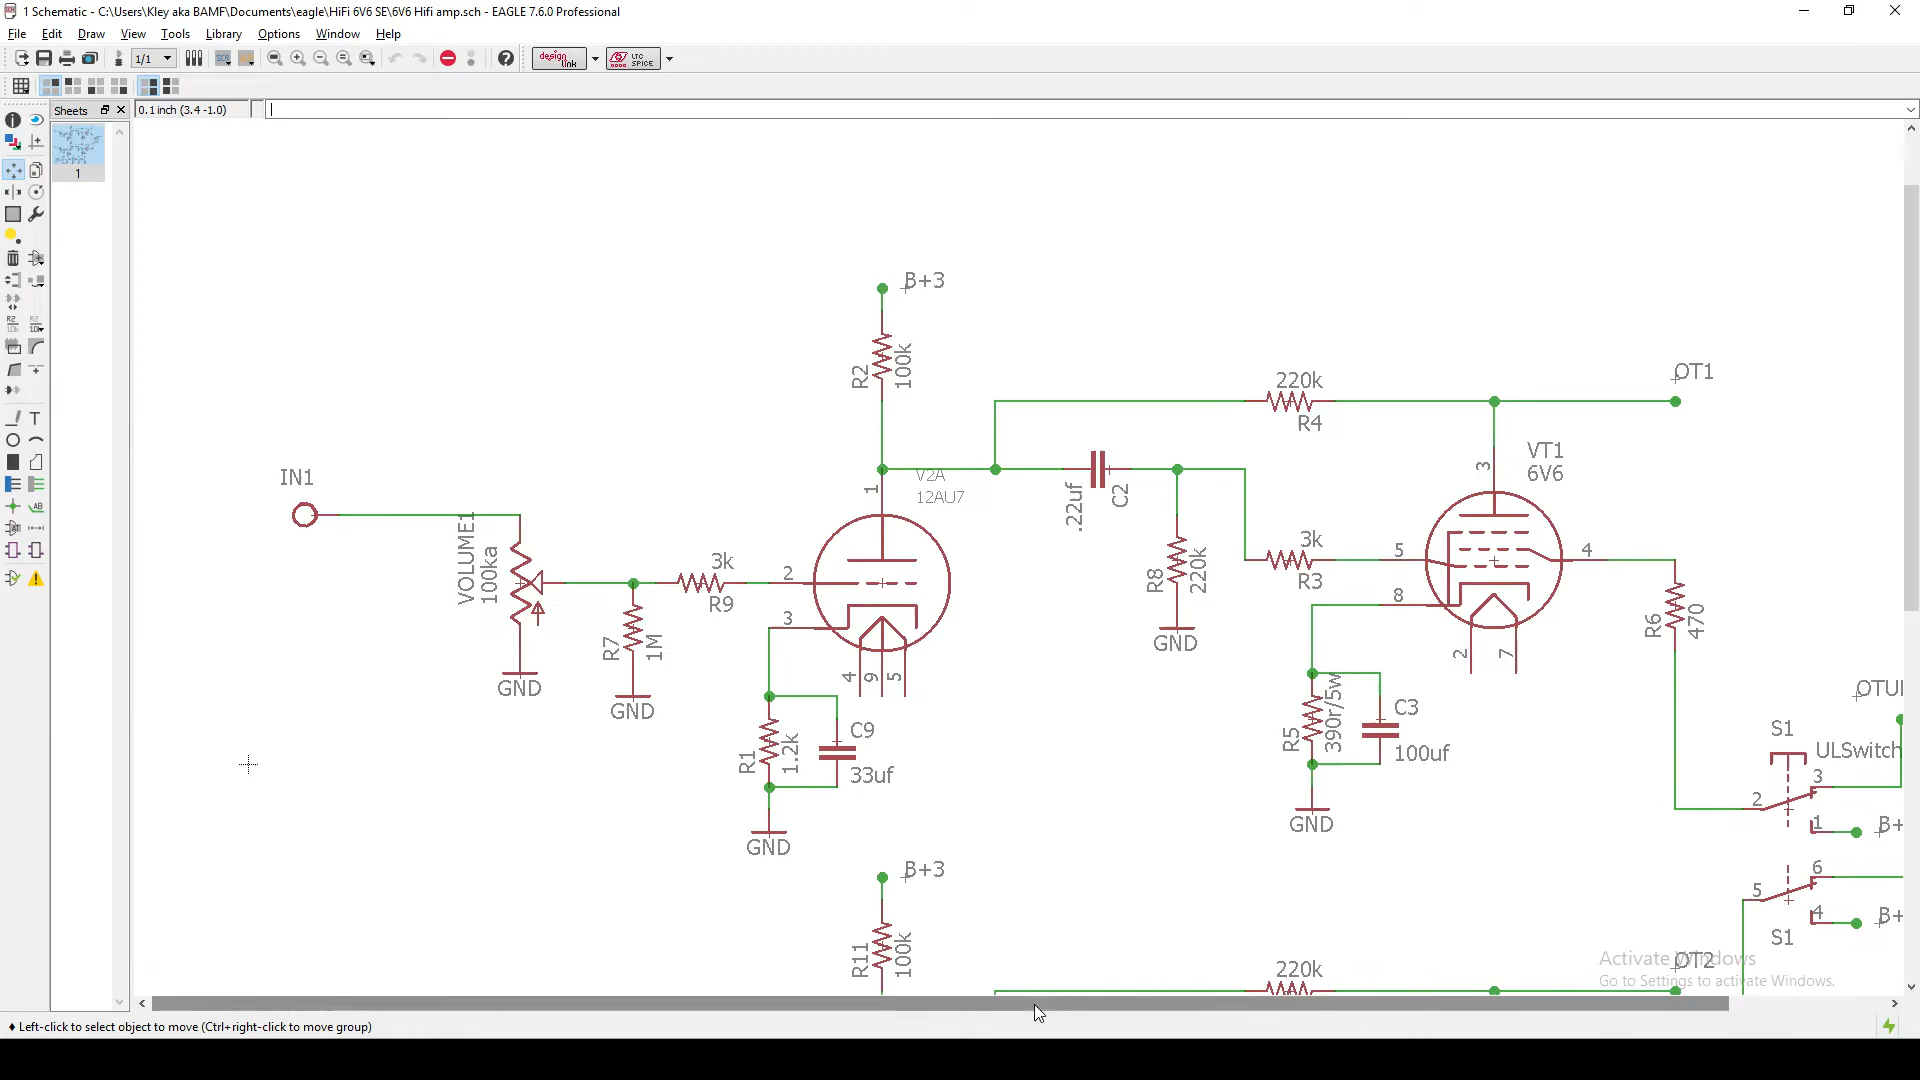 1 Schematic - C:\Users\Kley aka BAMF\Documents\eagle\HiFi 6V6 SE\6V6 Hifi amp.sch - EAGLE 7.6.0 Professional
File Edit Draw View Tools Library Options Window Help
1/1
design link
LTC SPICE
Sheets
0.1 inch (3.4 -1.0)
1
B+3
R2
100k
220k
R4
OT1
IN1
V2A
12AU7
1
.22uf
C2
3
VT1
6V6
VOLUME1
100ka
GND
R7
1M
GND
3k
R9
2
3
4
9
5
R8
220k
GND
3k
R3
5
8
4
2
7
R6
470
R1
1.2k
C9
33uf
GND
R5
390r/5w
C3
100uf
GND
S1
ULSwitch
3
2
1
B+
6
5
4
B+
S1
B+3
R11
100k
220k
OT2
Activate Windows
Go to Settings to activate Windows.
♦ Left-click to select object to move (Ctrl+right-click to move group)